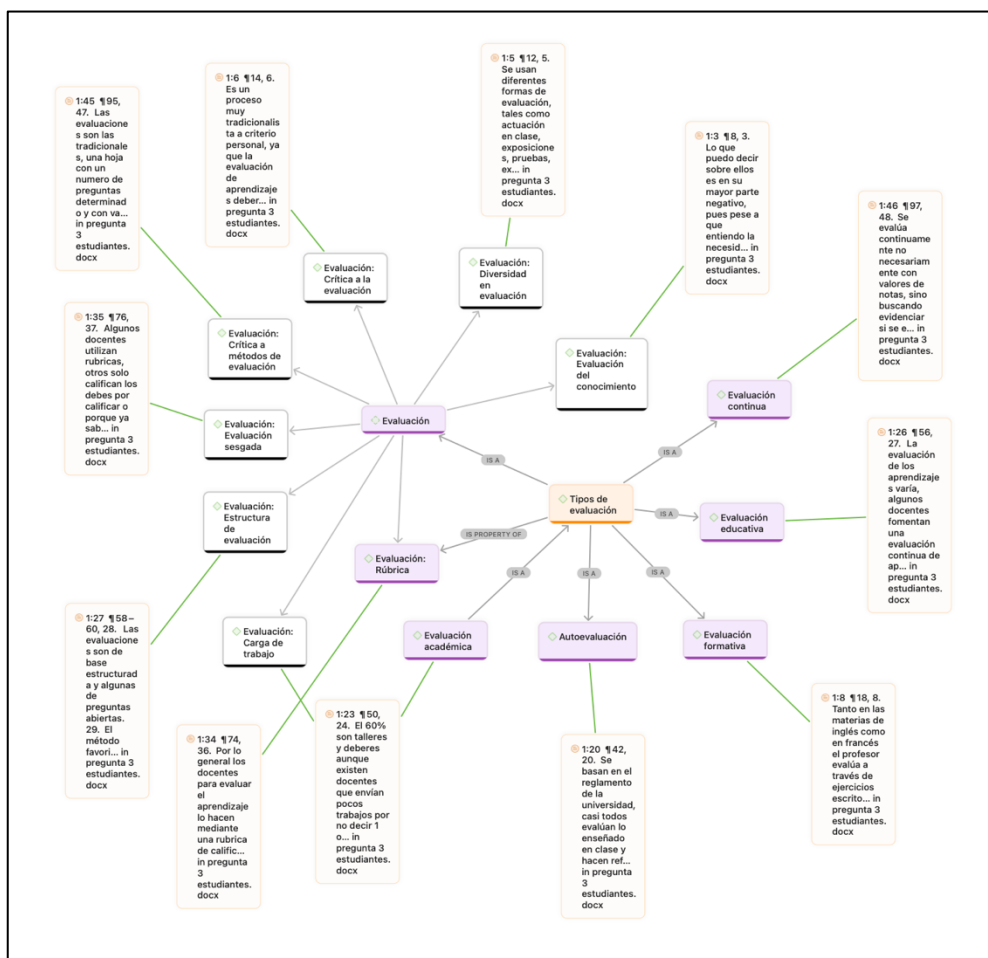 1:5 ¶12, 5.
Se usan
diferentes
formas de
evaluación,
tales como
actuación
en clase,
exposicione
s, pruebas,
ex... in
pregunta 3
estudiantes.
docx
1:6 ¶14, 6.
Es un
proceso
muy
tradicionalis
ta a criterio
personal, ya
que la
evaluación
de
aprendizaje
s deber...
in pregunta
3
estudiantes.
docx
1:45 ¶95,
47. Las
evaluacione
s son las
tradicionale
s, una hoja
con un
numero de
preguntas
determinad
o y con va...
in pregunta
3
estudiantes.
docx
1:3 ¶8, 3.
Lo que
puedo decir
sobre ellos
es en su
mayor parte
negativo,
pues pese a
que
entiendo la
necesid... in
pregunta 3
estudiantes.
docx
1:46 ¶97,
48. Se
evalúa
continuame
nte no
necesariam
ente con
valores de
notas, sino
buscando
evidenciar
si se e... in
pregunta 3
estudiantes.
docx
Evaluación:
Crítica a la
evaluación
Evaluación:
Diversidad
en
evaluación
1:35 ¶76,
37. Algunos
docentes
utilizan
rubricas,
otros solo
califican los
debes por
calificar o
porque ya
sab... in
pregunta 3
estudiantes.
docx
Evaluación:
Crítica a
métodos de
evaluación
Evaluación:
Evaluación
del
conocimiento
Evaluación
continua
Evaluación:
Evaluación
sesgada
Evaluación
IS A
IS A
1:26 ¶56,
27. La
evaluación
de los
aprendizaje
s varía,
algunos
docentes
fomentan
una
evaluación
continua de
ap... in
pregunta 3
estudiantes.
docx
Evaluación:
Estructura
de
evaluación
Tipos de
evaluación
IS A
Evaluación
educativa
IS PROPERTY OF
Evaluación:
Rúbrica
IS A
IS A
IS A
1:27 ¶58 –
60, 28. Las
evaluacione
s son de
base
estructurad
a y algunas
de
preguntas
abiertas.
29. El
método
favori... in
pregunta 3
estudiantes.
docx
Evaluación:
Carga de
trabajo
Evaluación
académica
Autoevaluación
Evaluación
formativa
1:34 ¶74,
36. Por lo
general los
docentes
para evaluar
el
aprendizaje
lo hacen
mediante
una rubrica
de calific...
in pregunta
3
estudiantes.
docx
1:23 ¶50,
24. El 60%
son talleres
y deberes
aunque
existen
docentes
que envían
pocos
trabajos por
no decir 1
o... in
pregunta 3
estudiantes.
docx
1:20 ¶42,
20. Se
basan en el
reglamento
de la
universidad,
casi todos
evalúan lo
enseñado
en clase y
hacen ref...
in pregunta
3
estudiantes.
docx
1:8 ¶18, 8.
Tanto en las
materias de
inglés como
en francés
el profesor
evalúa a
través de
ejercicios
escrito... in
pregunta 3
estudiantes.
docx